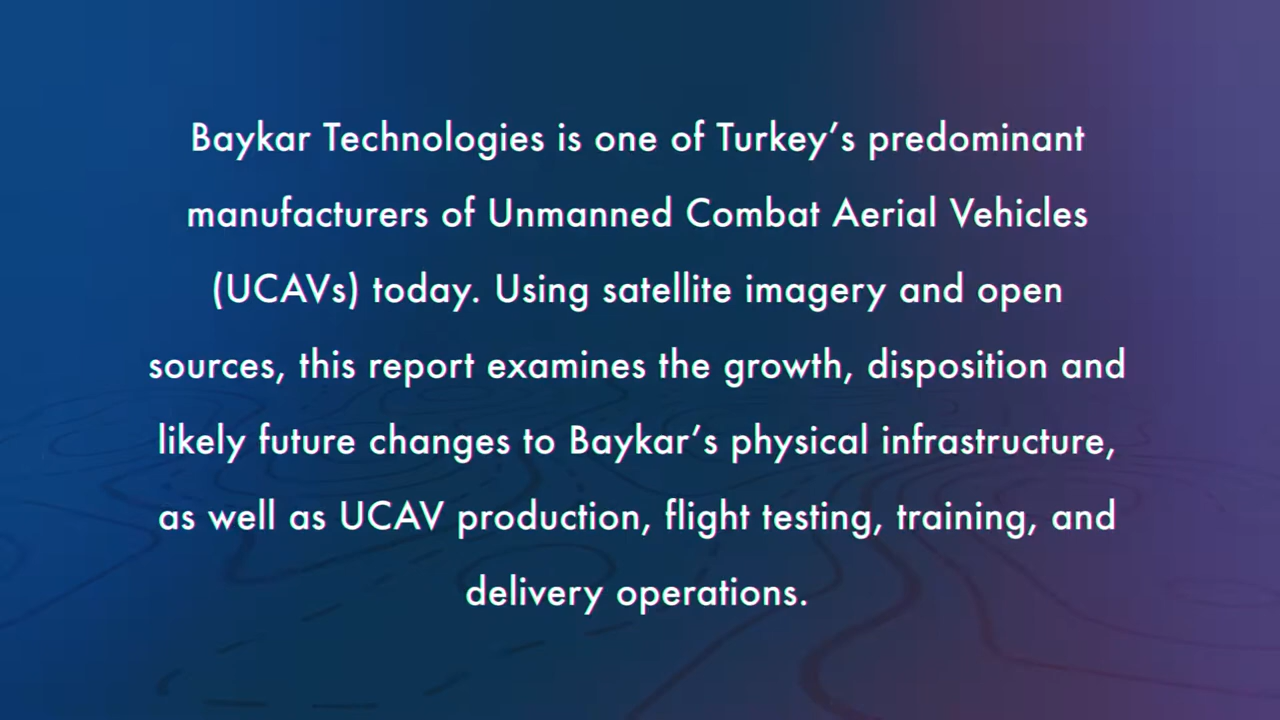 Baykar Technologies is one of Turkey’s predominant
manufacturers of Unmanned Combat Aerial Vehicles
(UCAVs) today. Using satellite imagery and open
sources, this report examines the growth, disposition and
likely future changes to Baykar’s physical infrastructure,
as well as UCAV production, flight testing, training, and
delivery operations.